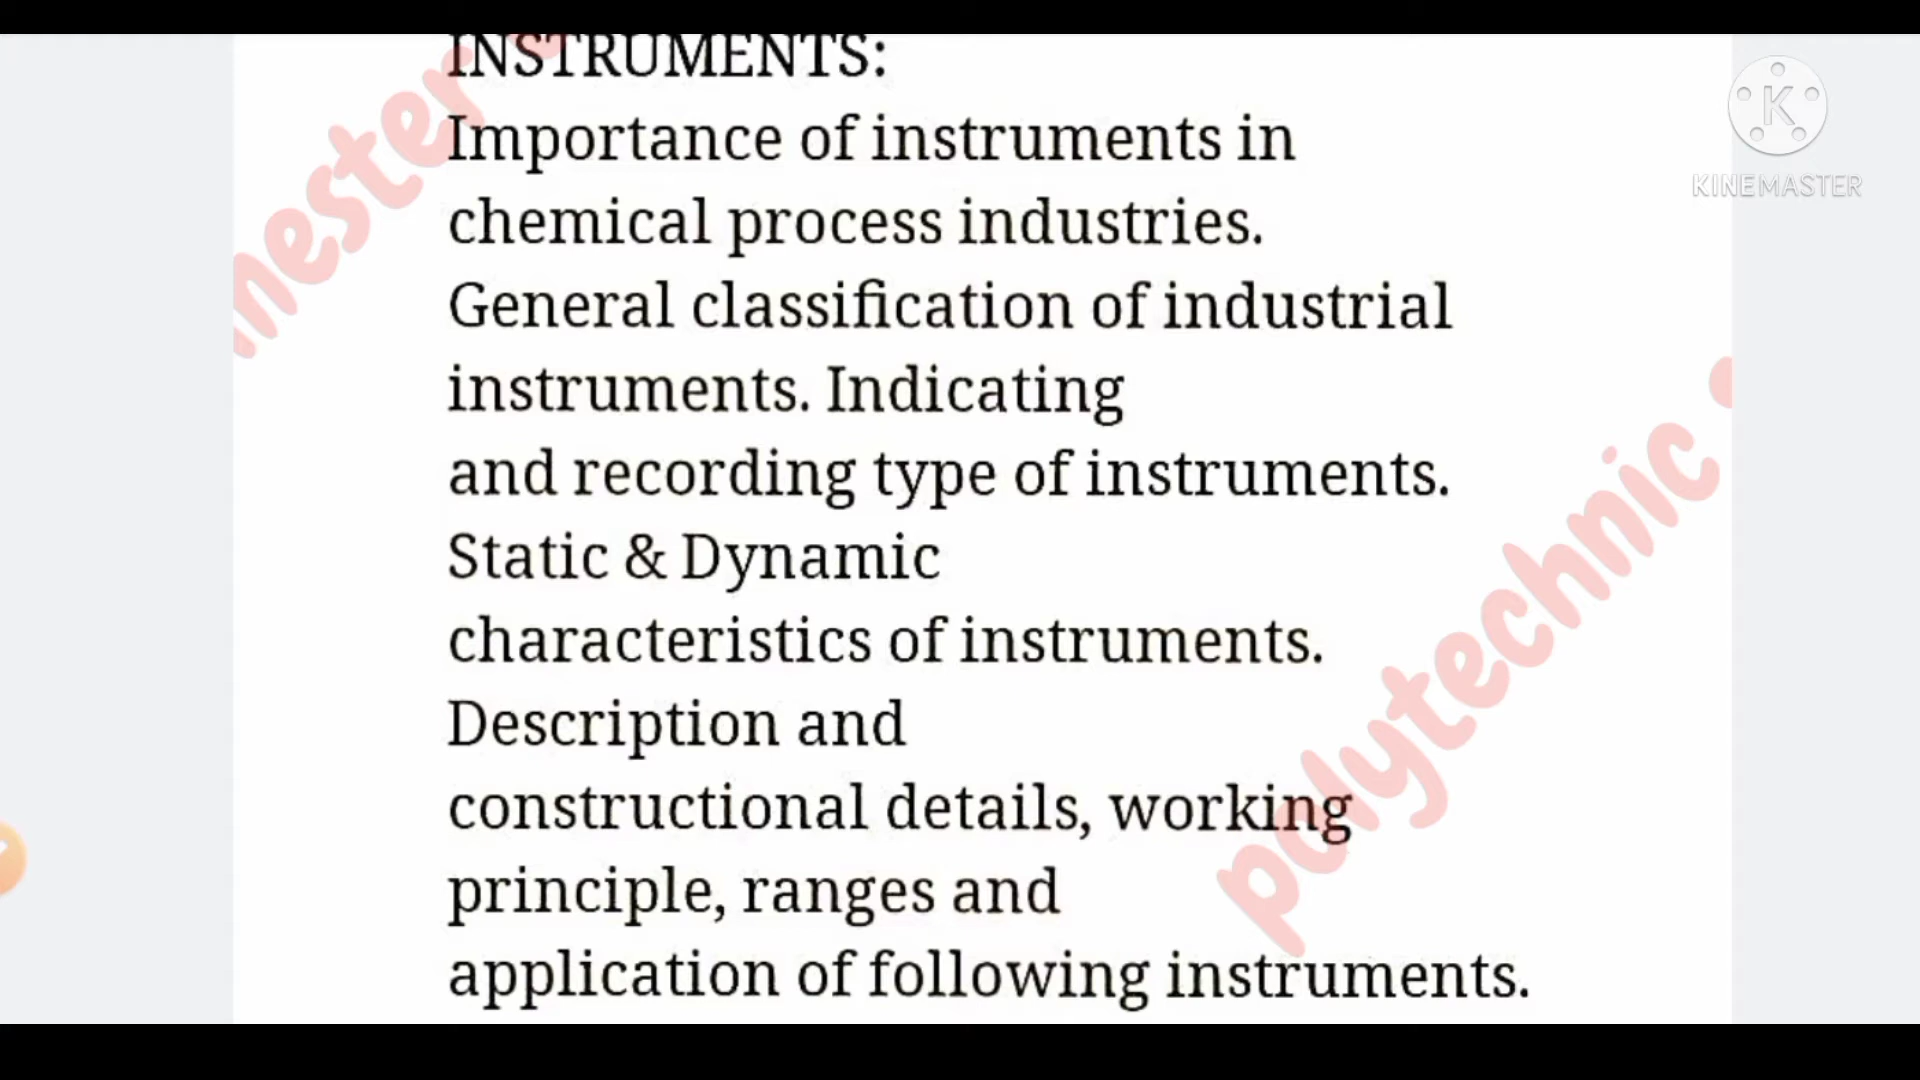 INSTRUMENTS:
Importance of instruments in
chemical process industries.
General classification of industrial
instruments. Indicating
and recording type of instruments.
Static & Dynamic
characteristics of instruments.
Description and
constructional details, working
principle, ranges and
application of following instruments.
K
KINEMASTER
polytechnic